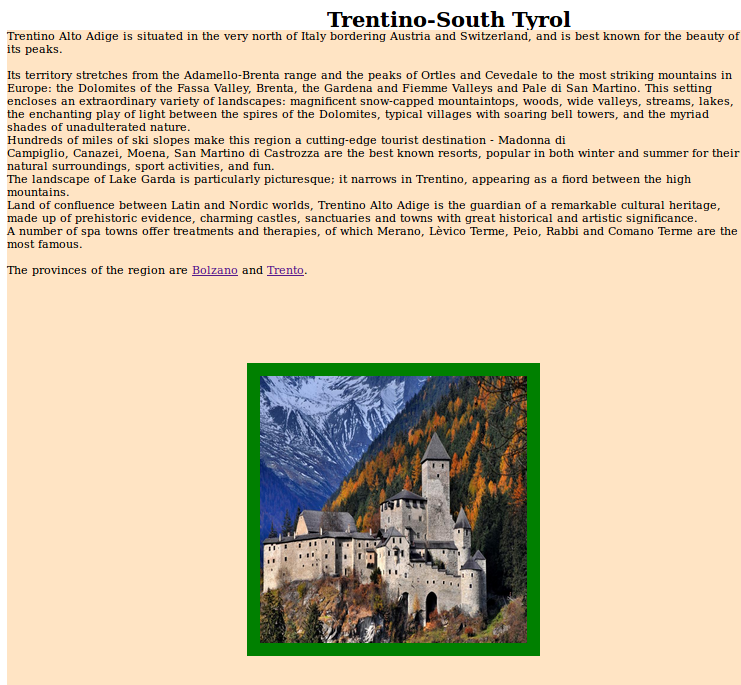 Trentino-South Tyrol
Trentino Alto Adige is situated in the very north of Italy bordering Austria and Switzerland, and is best known for the beauty of
its peaks.
Its territory stretches from the Adamello-Brenta range and the peaks of Ortles and Cevedale to the most striking mountains in
Europe: the Dolomites of the Fassa Valley, Brenta, the Gardena and Fiemme Valleys and Pale di San Martino. This setting
encloses an extraordinary variety of landscapes: magnificent snow-capped mountaintops, woods, wide valleys, streams, lakes,
the enchanting play of light between the spires of the Dolomites, typical villages with soaring bell towers, and the myriad
shades of unadulterated nature.
Hundreds of miles of ski slopes make this region a cutting-edge tourist destination - Madonna di
Campiglio, Canazei, Moena, San Martino di Castrozza are the best known resorts, popular in both winter and summer for their
natural surroundings, sport activities, and fun.
The landscape of Lake Garda is particularly picturesque; it narrows in Trentino, appearing as a fiord between the high
mountains.
Land of confluence between Latin and Nordic worlds, Trentino Alto Adige is the guardian of a remarkable cultural heritage,
made up of prehistoric evidence, charming castles, sanctuaries and towns with great historical and artistic significance.
A number of spa towns offer treatments and therapies, of which Merano, Lèvico Terme, Peio, Rabbi and Comano Terme are the
most famous.
The provinces of the region are Bolzano and Trento.